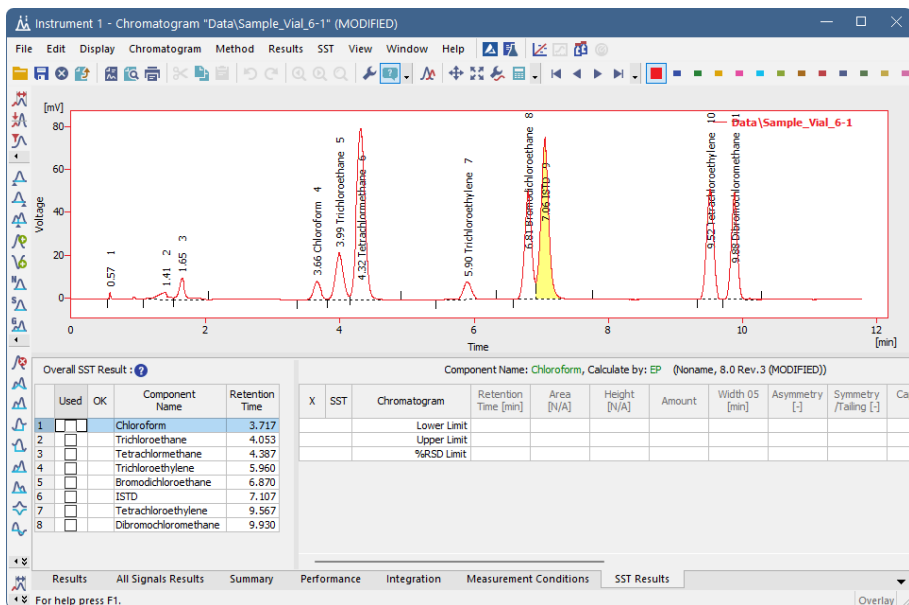 Instrument 1 - Chromatogram "Data\Sample_Vial_6-1" (MODIFIED)
File Edit Display Chromatogram Method Results SST View Window Help
[mV]
Data\Sample_Vial_6-1
80
60
40
20
0
Voltage
0.57 1
1.41 2
1.65 3
3.66 Chloroform 4
3.99 Trichloroethane 5
4.32 Tetrachlormethane 6
5.90 Trichloroethylene 7
6.81 Bromodichloroethane 8
7.06 ISTD 9
9.52 Tetrachloroethylene 10
9.88 Dibromochloromethane 11
0 2 4 6 8 10 12
Time
[min]
Overall SST Result :
Component Name: Chloroform, Calculate by: EP (Noname, 8.0 Rev.3 (MODIFIED))
Used OK Component Name Retention Time
1 Chloroform 3.717
2 Trichloroethane 4.053
3 Tetrachlormethane 4.387
4 Trichloroethylene 5.960
5 Bromodichloroethane 6.870
6 ISTD 7.107
7 Tetrachloroethylene 9.567
8 Dibromochloromethane 9.930
X SST Chromatogram Retention Time [min] Area [N/A] Height [N/A] Amount Width 05 [min] Asymmetry [-] Symmetry /Tailing [-] Ca
Lower Limit
Upper Limit
%RSD Limit
Results All Signals Results Summary Performance Integration Measurement Conditions SST Results
For help press F1.
Overlay